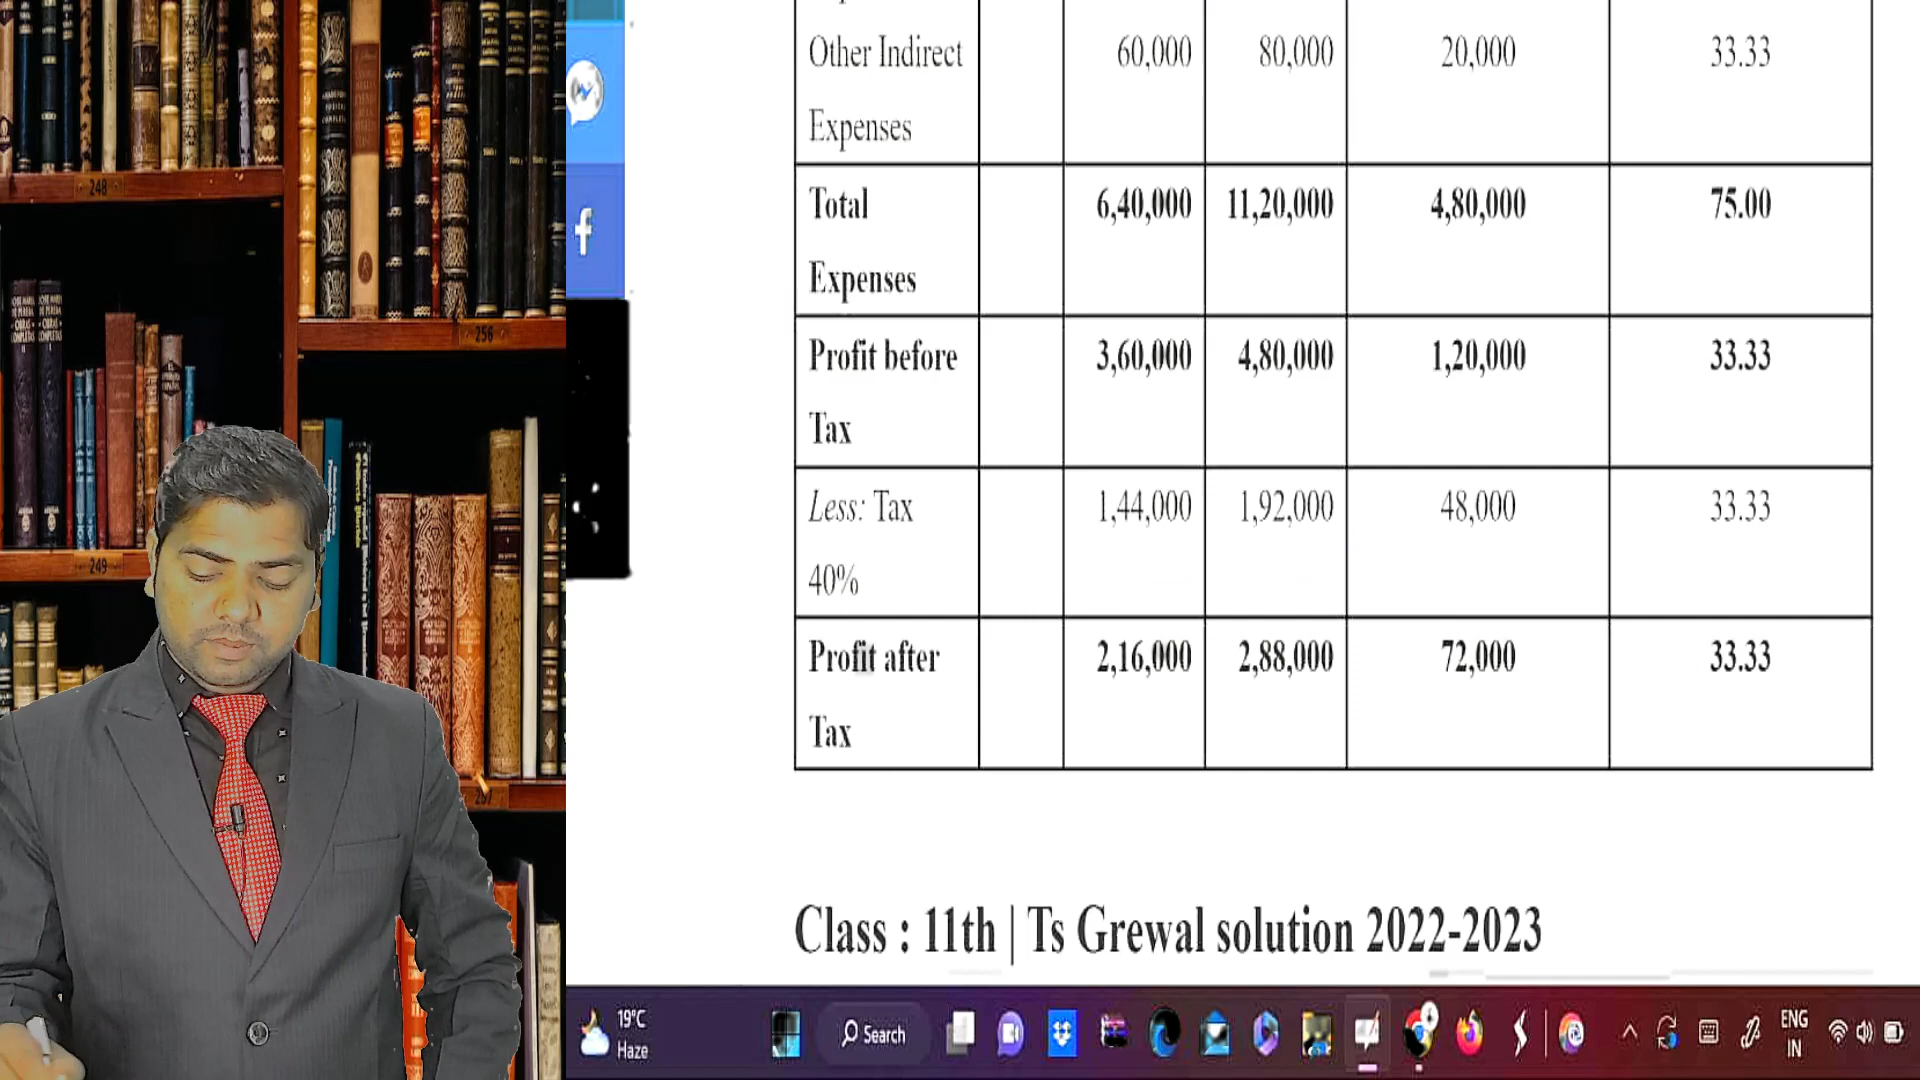 Other Indirect 60,000 80,000 20,000 33.33
Expenses
Total 6,40,000 11,20,000 4,80,000 75.00
Expenses
Profit before 3,60,000 4,80,000 1,20,000 33.33
Tax
Less: Tax 1,44,000 1,92,000 48,000 33.33
40%
Profit after 2,16,000 2,88,000 72,000 33.33
Tax
Class : 11th | Ts Grewal solution 2022-2023
19°C
Haze
Search
ENG
IN
248
256
249
257